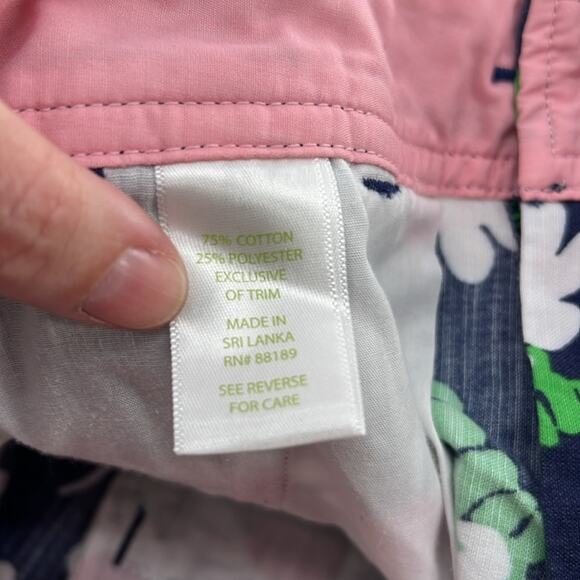 75% COTTON
25% POLYESTER
EXCLUSIVE
OF TRIM
MADE IN
SRI LANKA
RN# 88189
SEE REVERSE
FOR CARE